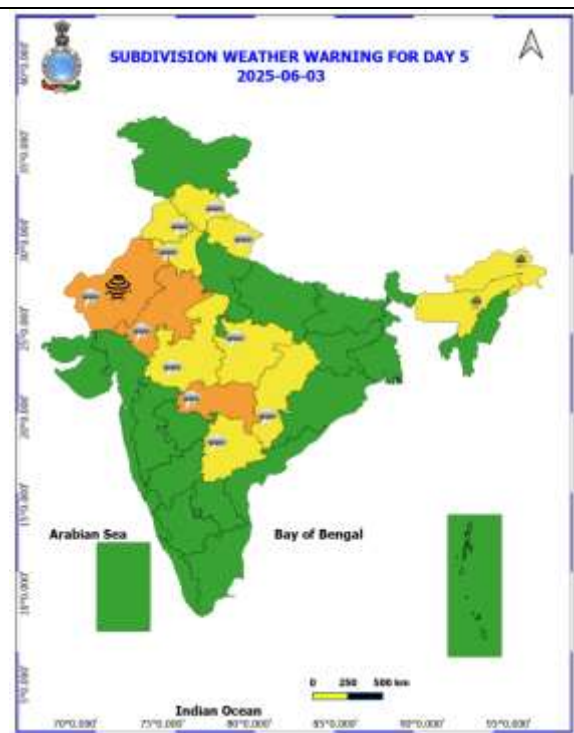 SUBDIVISION WEATHER WARNING FOR DAY 5
2025-06-03
Arabian Sea
Bay of Bengal
0 250 500 km
Indian Ocean
70°0.000'
75°0.000'
80°0.000'
85°0.000'
90°0.000'
95°0.000'